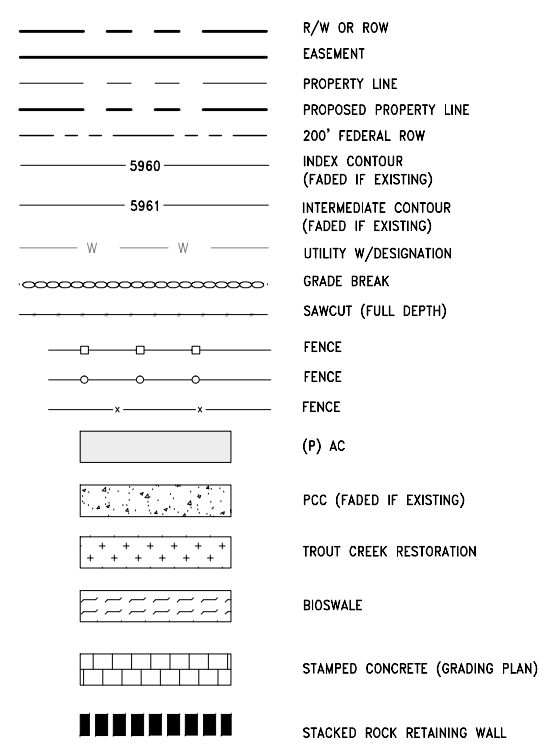 R/W OR ROW
EASEMENT
PROPERTY LINE
PROPOSED PROPERTY LINE
200' FEDERAL ROW
5960
INDEX CONTOUR
(FADED IF EXISTING)
5961
INTERMEDIATE CONTOUR
(FADED IF EXISTING)
W W
UTILITY W/DESIGNATION
GRADE BREAK
SAWCUT (FULL DEPTH)
FENCE
FENCE
x x
FENCE
(P) AC
PCC (FADED IF EXISTING)
TROUT CREEK RESTORATION
BIOSWALE
STAMPED CONCRETE (GRADING PLAN)
STACKED ROCK RETAINING WALL